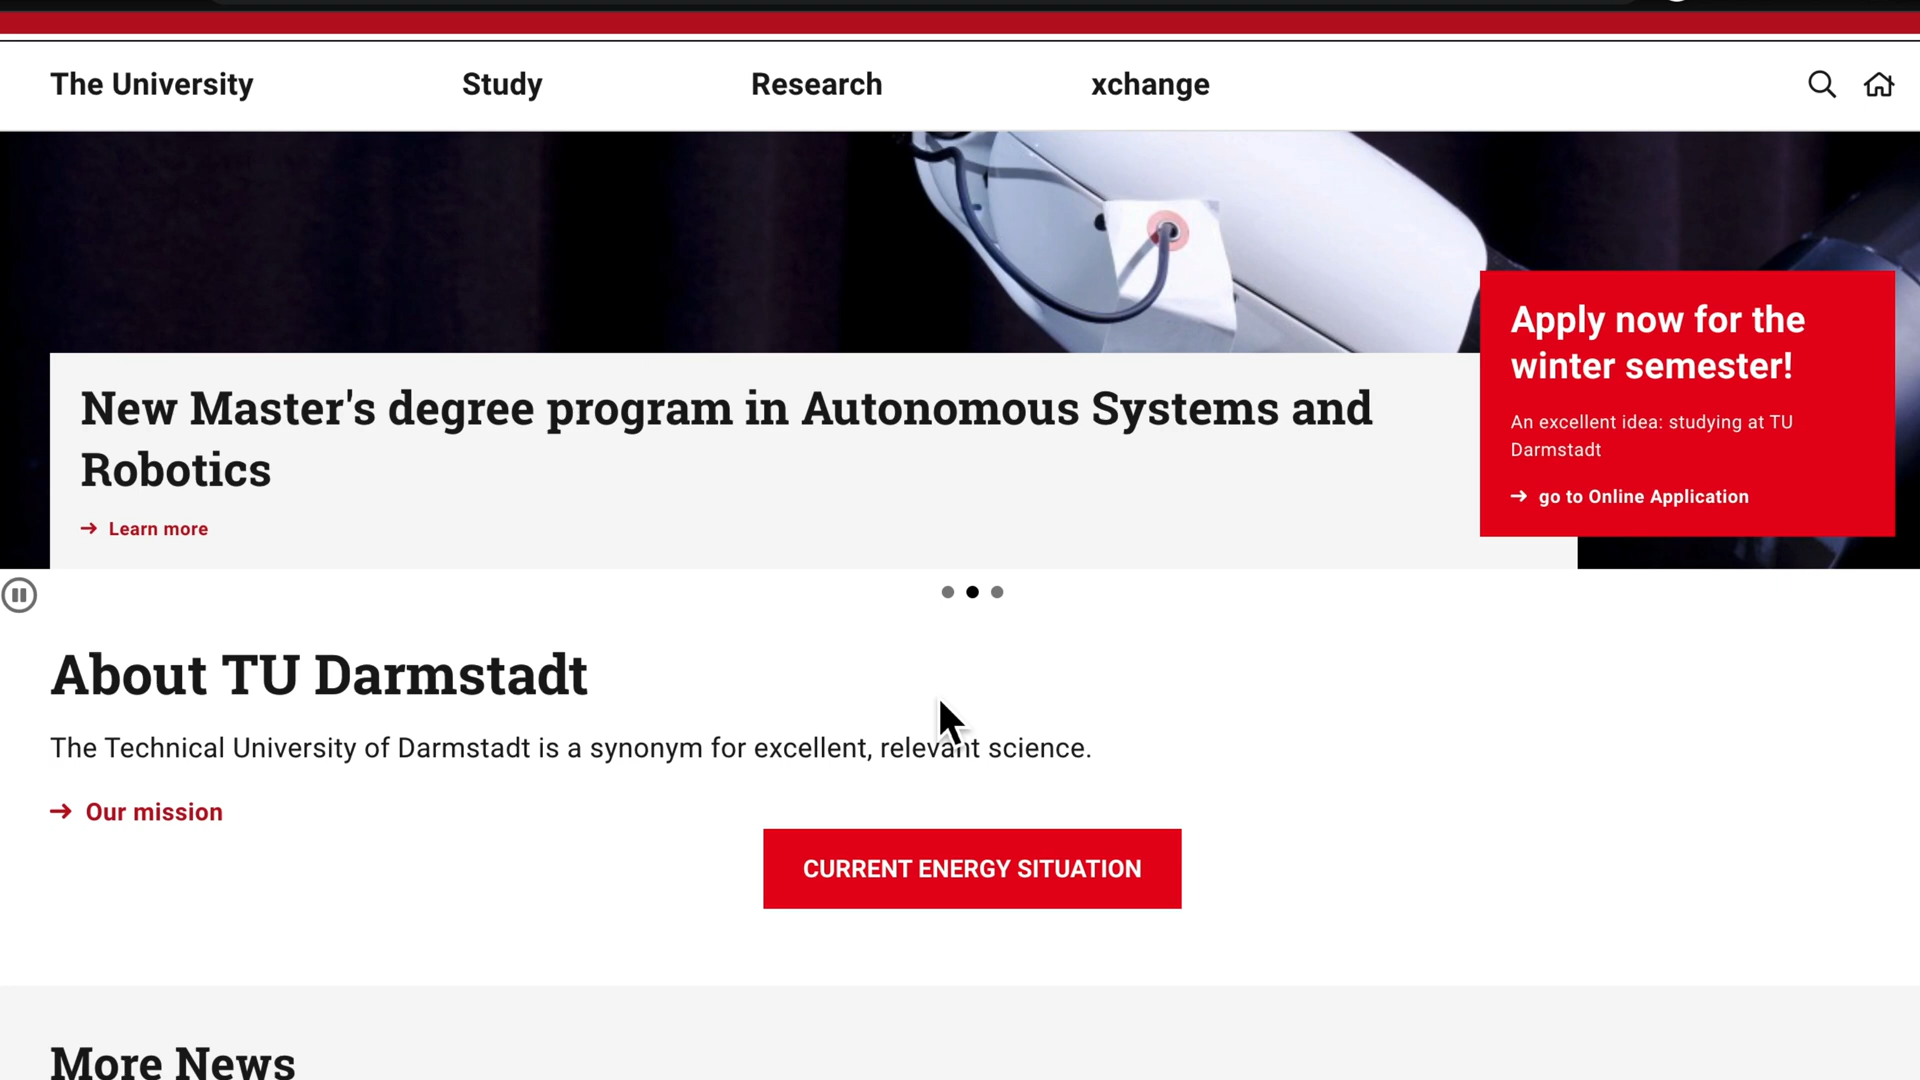 The University
Study
Research
xchange
New Master's degree program in Autonomous Systems and
Robotics
→ Learn more
Apply now for the
winter semester!
An excellent idea: studying at TU
Darmstadt
→ go to Online Application
About TU Darmstadt
The Technical University of Darmstadt is a synonym for excellent, relevant science.
→ Our mission
CURRENT ENERGY SITUATION
More News